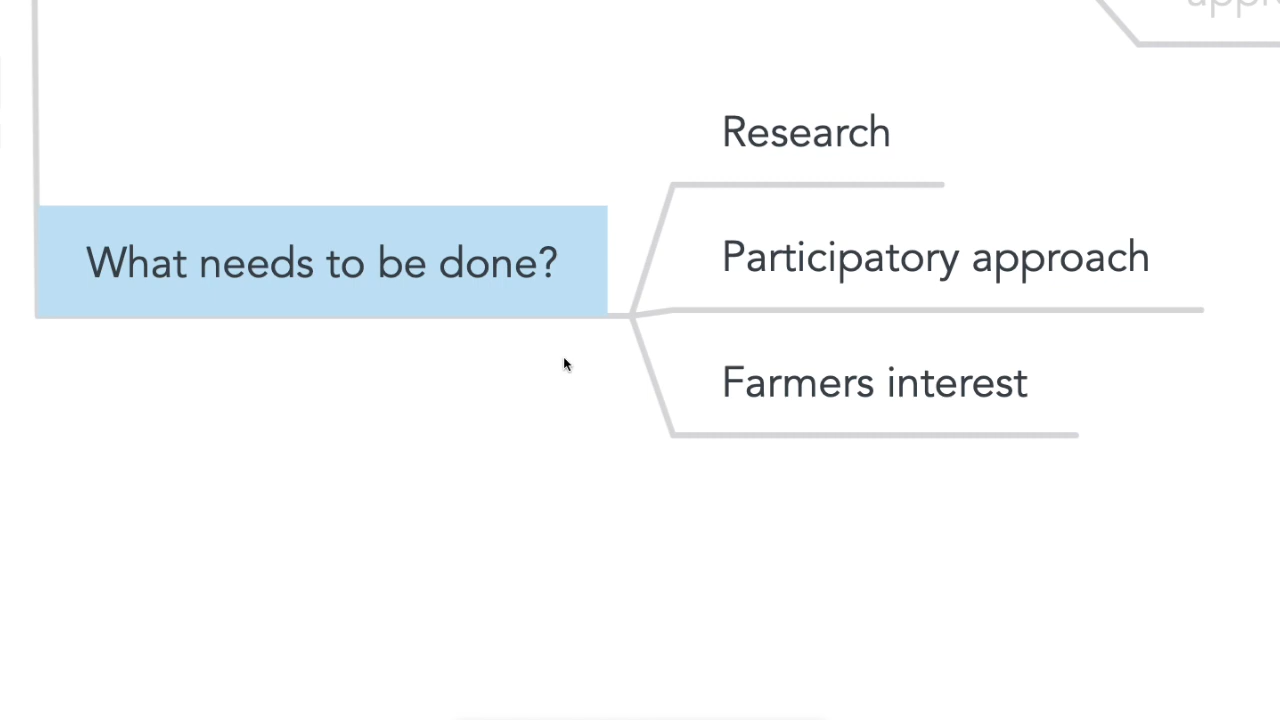 Research
What needs to be done?
Participatory approach
Farmers interest